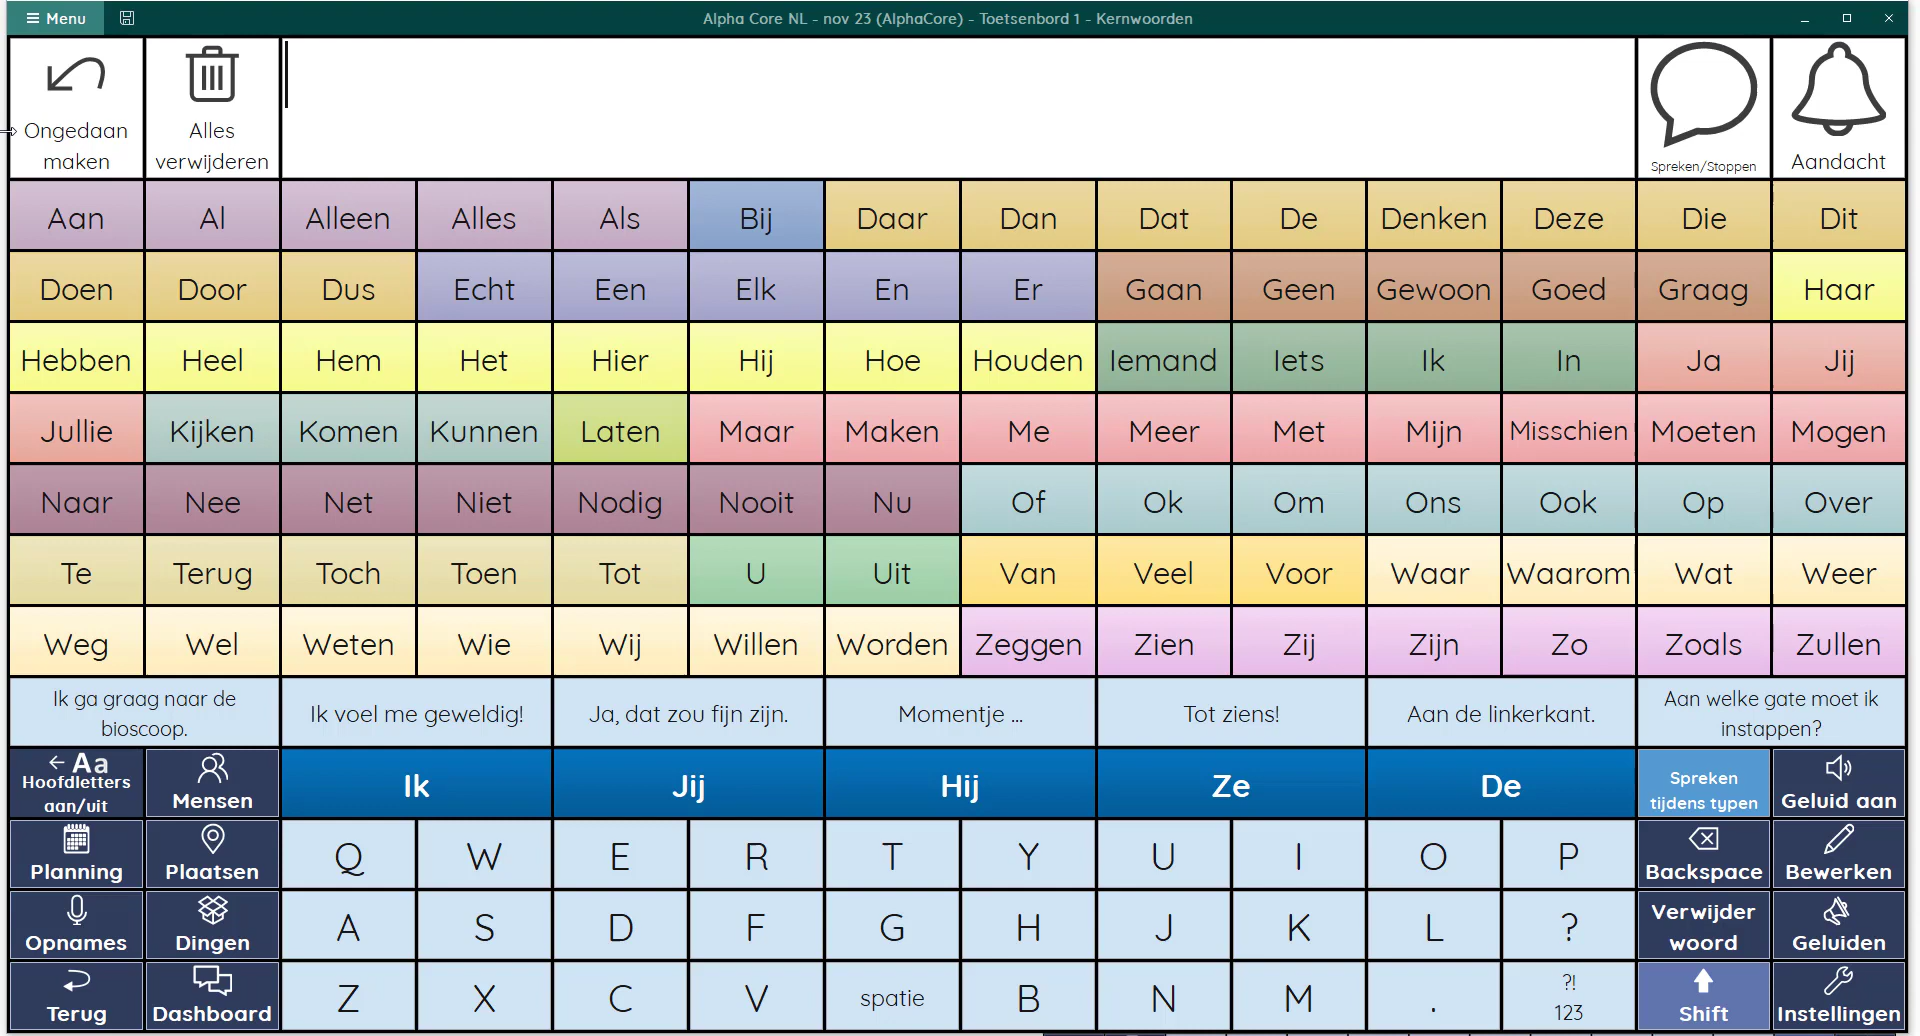 Menu
Alpha Core NL - nov 23 (AlphaCore) - Toetsenbord 1 - Kernwoorden
Ongedaan maken
Alles verwijderen
Spreken/Stoppen
Aandacht
Aan Al Alleen Alles Als Bij Daar Dan Dat De Denken Deze Die Dit
Doen Door Dus Echt Een Elk En Er Gaan Geen Gewoon Goed Graag Haar
Hebben Heel Hem Het Hier Hij Hoe Houden Iemand Iets Ik In Ja Jij
Jullie Kijken Komen Kunnen Laten Maar Maken Me Meer Met Mijn Misschien Moeten Mogen
Naar Nee Net Niet Nodig Nooit Nu Of Ok Om Ons Ook Op Over
Te Terug Toch Toen Tot U Uit Van Veel Voor Waar Waarom Wat Weer
Weg Wel Weten Wie Wij Willen Worden Zeggen Zien Zij Zijn Zo Zoals Zullen
Ik ga graag naar de bioscoop.
Ik voel me geweldig!
Ja, dat zou fijn zijn.
Momentje ...
Tot ziens!
Aan de linkerkant.
Aan welke gate moet ik instappen?
Aa
Hoofdletters
aan/uit
Mensen
Ik Jij Hij Ze De
Spreken tijdens typen
Geluid aan
Planning Plaatsen Q W E R T Y U I O P Backspace Bewerken
Opnames Dingen A S D F G H J K L ? Verwijder woord Geluiden
Terug Dashboard Z X C V spatie B N M . ?! 123 Shift Instellingen